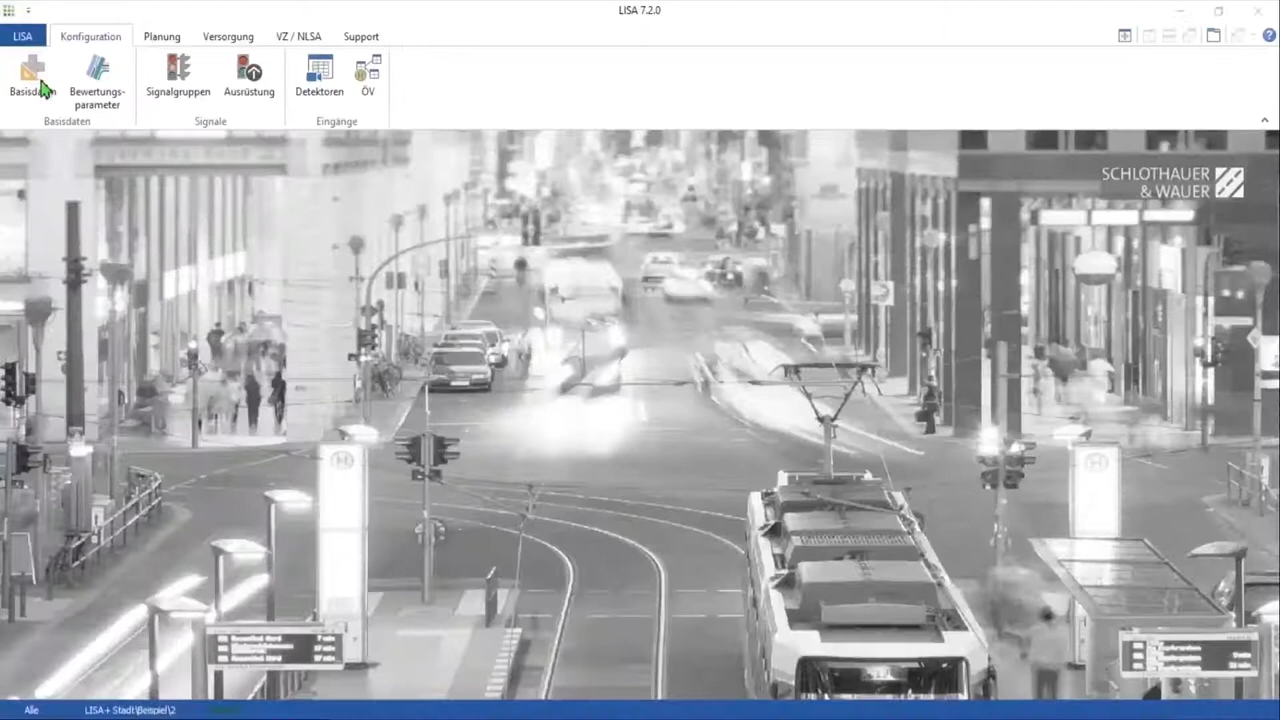 LISA 7.2.0
LISA
Konfiguration
Planung
Versorgung
VZ / NLSA
Support
Bewertungs-
parameter
Signalgruppen
Ausrüstung
Detektoren
ÖV
Basisdaten
Signale
Eingänge
SCHLOTHAUER
& WAUER
H
H
Alle
LISA+ Stadt\Beispiel\2